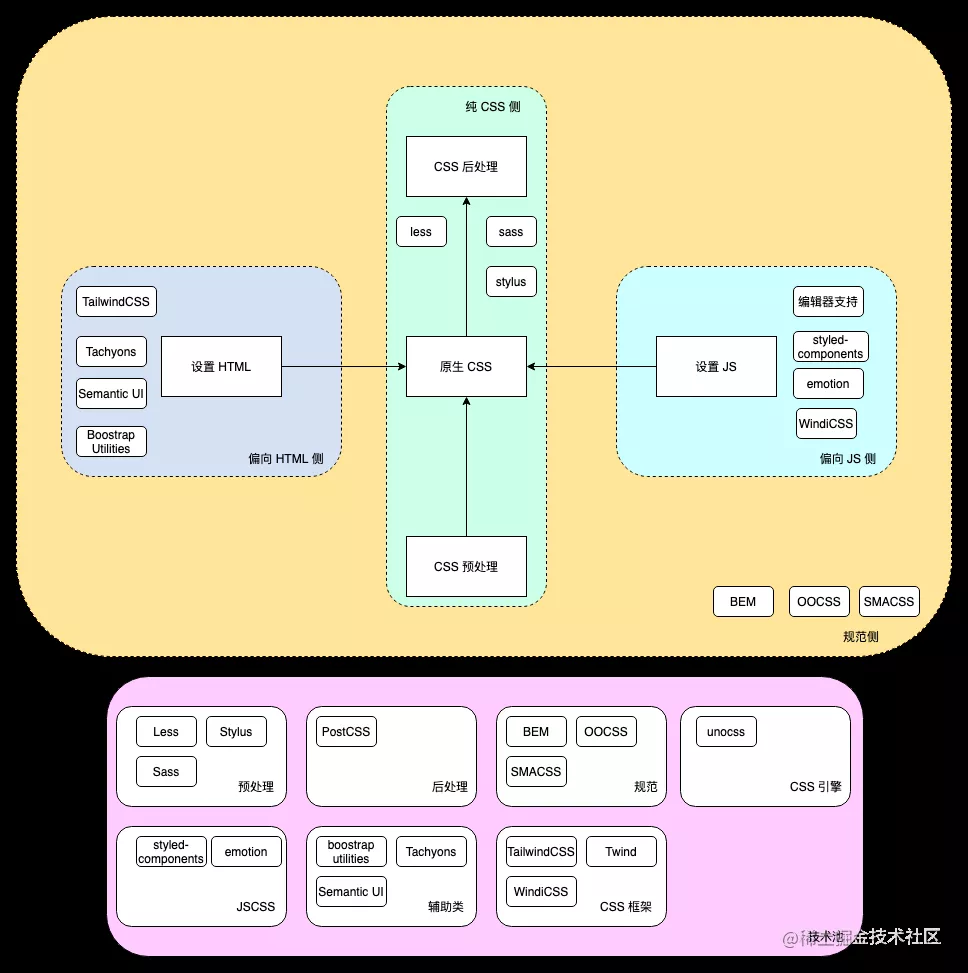 纯 CSS 侧
CSS 后处理
less
sass
stylus
TailwindCSS
Tachyons
Semantic UI
Boostrap
Utilities
设置 HTML
偏向 HTML 侧
原生 CSS
设置 JS
编辑器支持
styled-
components
emotion
WindiCSS
偏向 JS 侧
CSS 预处理
BEM
OOCSS
SMACSS
规范侧
Less
Stylus
Sass
预处理
PostCSS
后处理
BEM
OOCSS
SMACSS
规范
unocss
CSS 引擎
styled-
components
emotion
JSCSS
boostrap
utilities
Tachyons
Semantic UI
辅助类
TailwindCSS
Twind
WindiCSS
CSS 框架
技术池
@稀土掘金技术社区